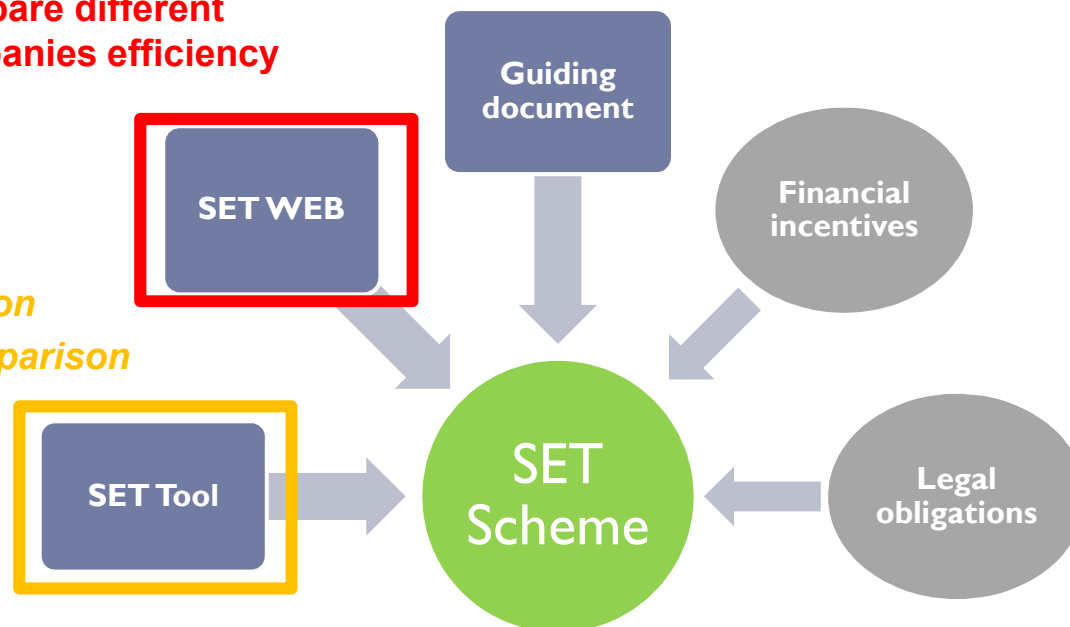 pare different
panies efficiency
Guiding
document
SET WEB
Financial
incentives
on
parison
SET Tool
SET
Scheme
Legal
obligations